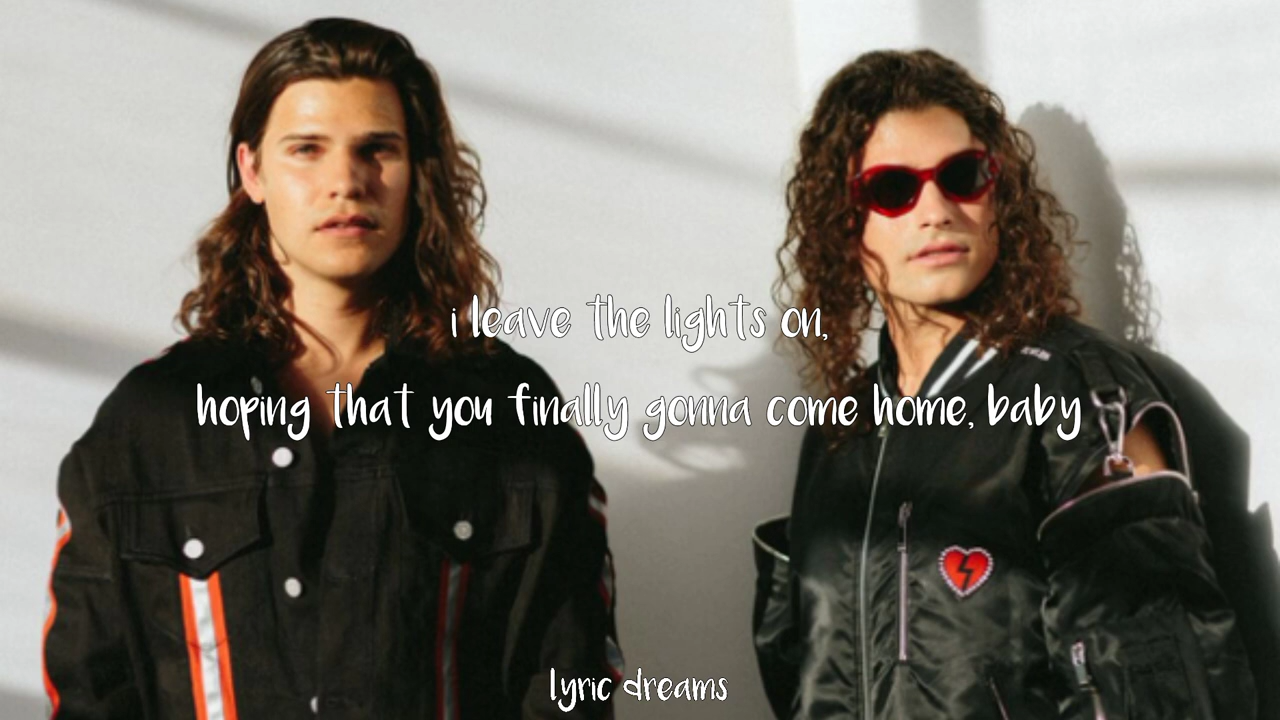 i leave the lights on,
hoping that you finally gonna come home, baby
lyric dreams